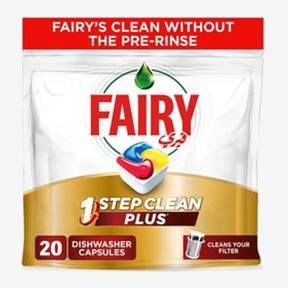 FAIRY'S CLEAN WITHOUT
THE PRE-RINSE
FAIRY
فيري
1 STEP CLEAN
PLUS
20 DISHWASHER
CAPSULES
CLEANS YOUR
FILTER